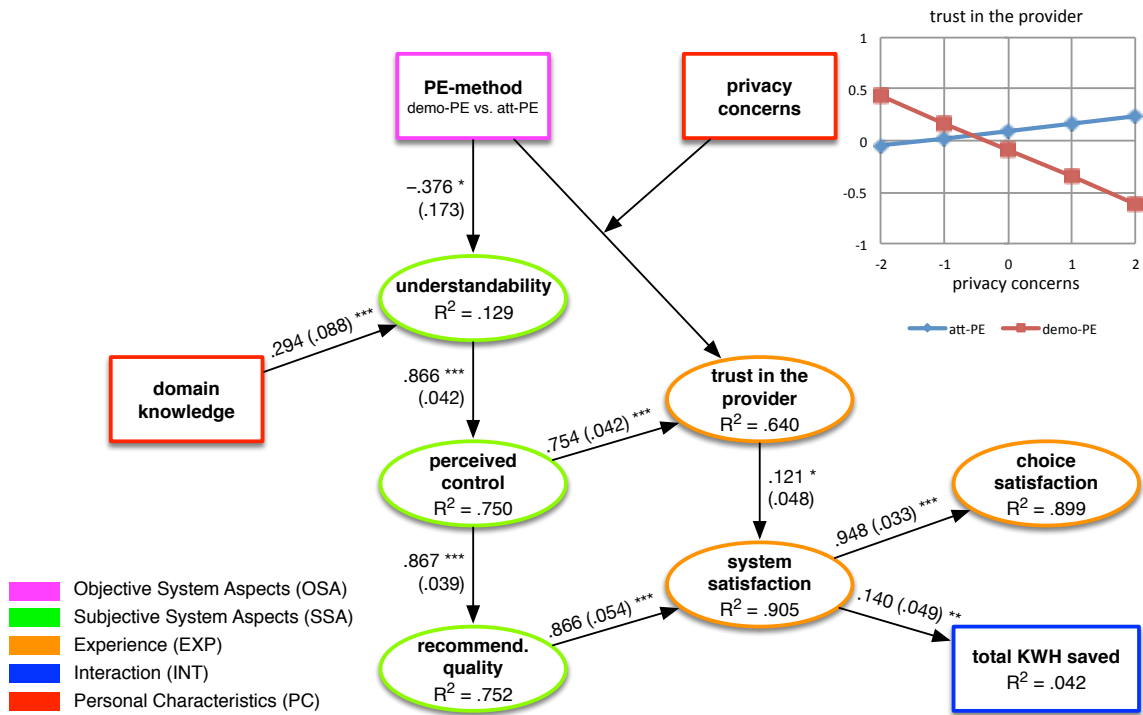 PE-method
demo-PE vs. att-PE
privacy
concerns
–.376 *
(.173)
understandability
R² = .129
.294 (.088) ***
domain
knowledge
.866 ***
(.042)
trust in the
provider
R² = .640
.754 (.042) ***
perceived
control
R² = .750
.121 *
(.048)
choice
satisfaction
R² = .899
.948 (.033) ***
.867 ***
(.039)
system
satisfaction
R² = .905
.866 (.054) ***
.140 (.049) **
recommend.
quality
R² = .752
total KWH saved
R² = .042
trust in the provider
1
0.5
0
-0.5
-1
-2 -1 0 1 2
privacy concerns
att-PE demo-PE
Objective System Aspects (OSA)
Subjective System Aspects (SSA)
Experience (EXP)
Interaction (INT)
Personal Characteristics (PC)